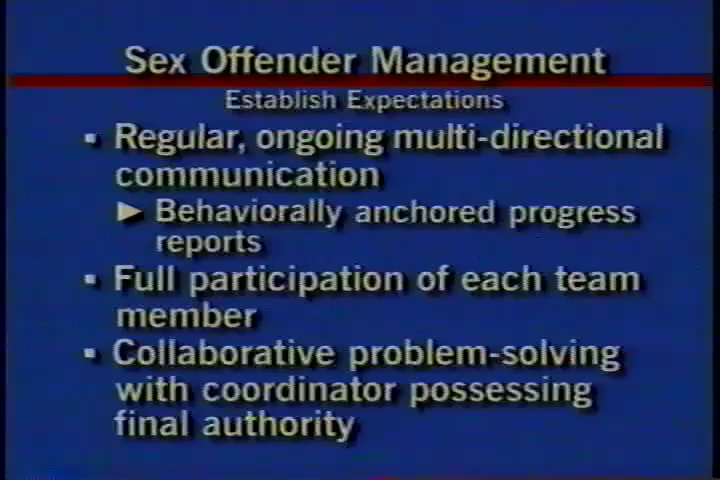 Sex Offender Management
Establish Expectations
▪ Regular, ongoing multi-directional
communication
► Behaviorally anchored progress
reports
▪ Full participation of each team
member
▪ Collaborative problem-solving
with coordinator possessing
final authority